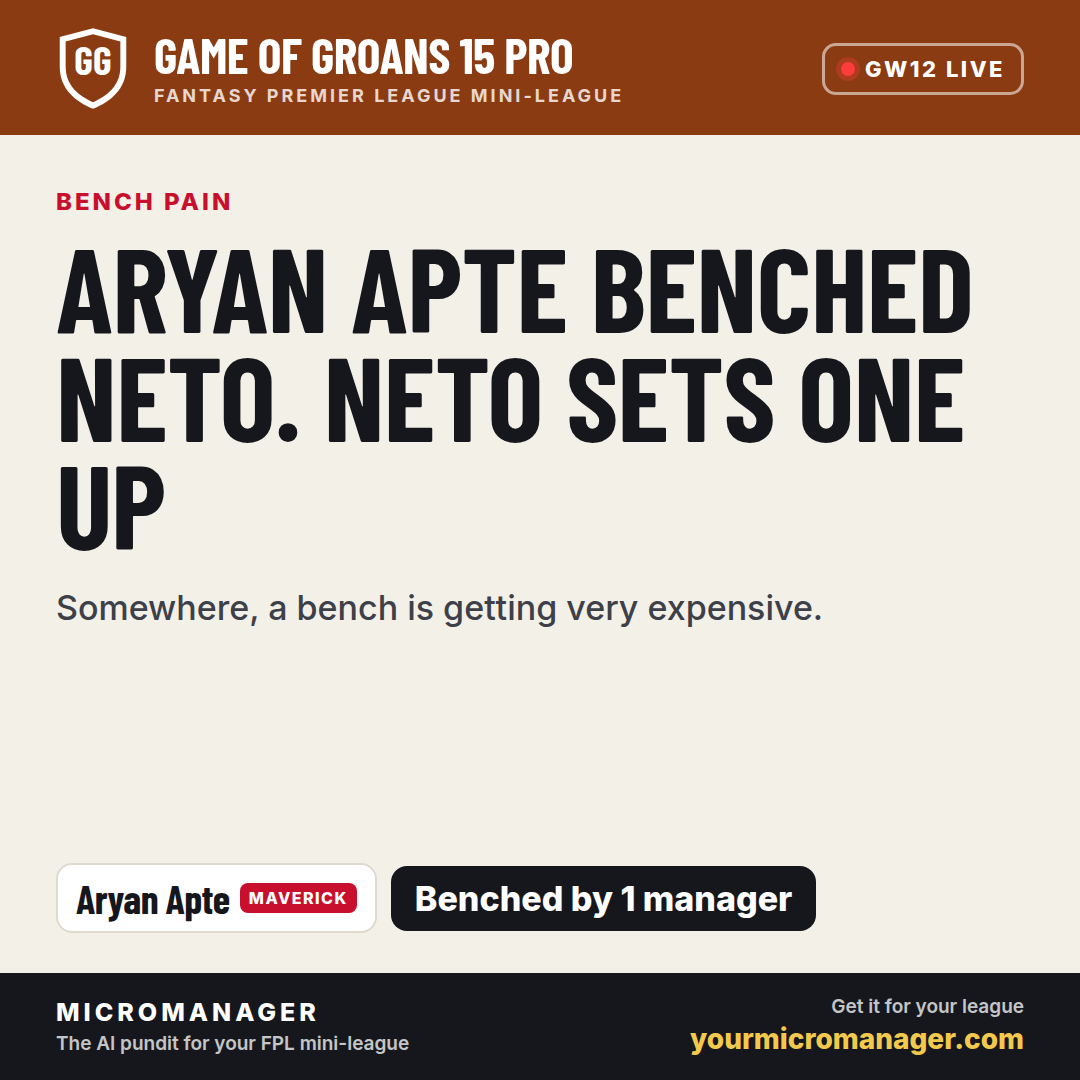 GG
GAME OF GROANS 15 PRO
FANTASY PREMIER LEAGUE MINI-LEAGUE
GW12 LIVE
BENCH PAIN
ARYAN APTE BENCHED
NETO. NETO SETS ONE
UP
Somewhere, a bench is getting very expensive.
Aryan Apte MAVERICK
Benched by 1 manager
MICROMANAGER
The AI pundit for your FPL mini-league
Get it for your league
yourmicromanager.com